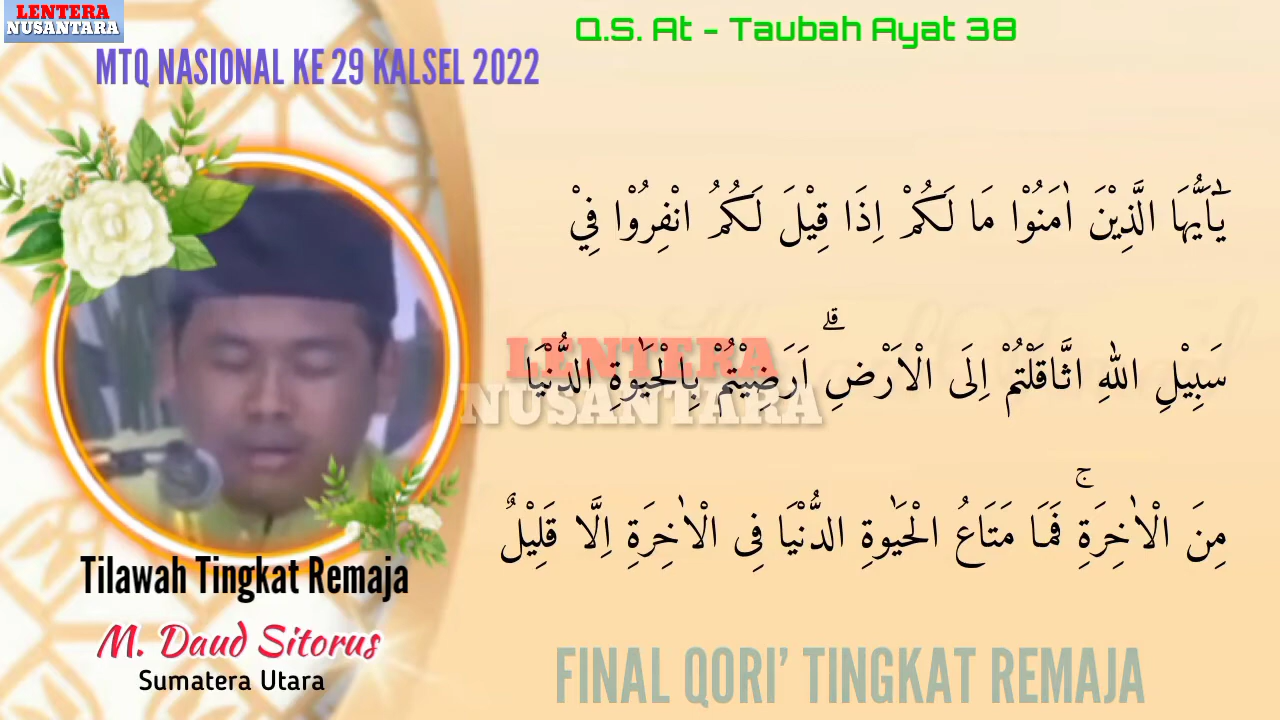 LENTERA
NUSANTARA
MTQ NASIONAL KE 29 KALSEL 2022
Q.S. At - Taubah Ayat 38
يٰٓاَيُّهَا الَّذِيْنَ اٰمَنُوْا مَا لَكُمْ اِذَا قِيْلَ لَكُمُ انْفِرُوْا فِيْ
سَبِيْلِ اللّٰهِ اثَّاقَلْتُمْ اِلَى الْاَرْضِۗ اَرَضِيْتُمْ بِالْحَيٰوةِ الدُّنْيَا
مِنَ الْاٰخِرَةِۚ فَمَا مَتَاعُ الْحَيٰوةِ الدُّنْيَا فِى الْاٰخِرَةِ اِلَّا قَلِيْلٌ
LENTERA
NUSANTARA
Tilawah Tingkat Remaja
M. Daud Sitorus
Sumatera Utara
FINAL QORI' TINGKAT REMAJA